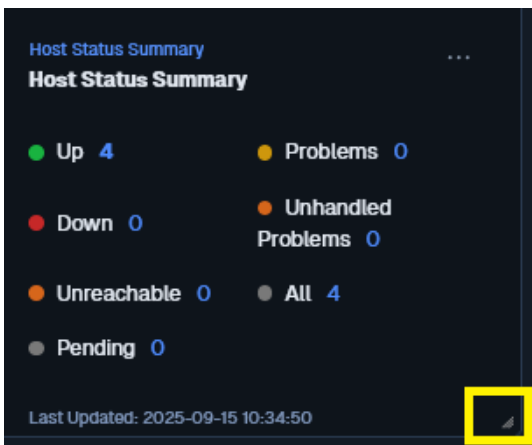 Host Status Summary
...
Host Status Summary
Up 4
Problems 0
Down 0
Unhandled
Problems 0
Unreachable 0
All 4
Pending 0
Last Updated: 2025-09-15 10:34:50